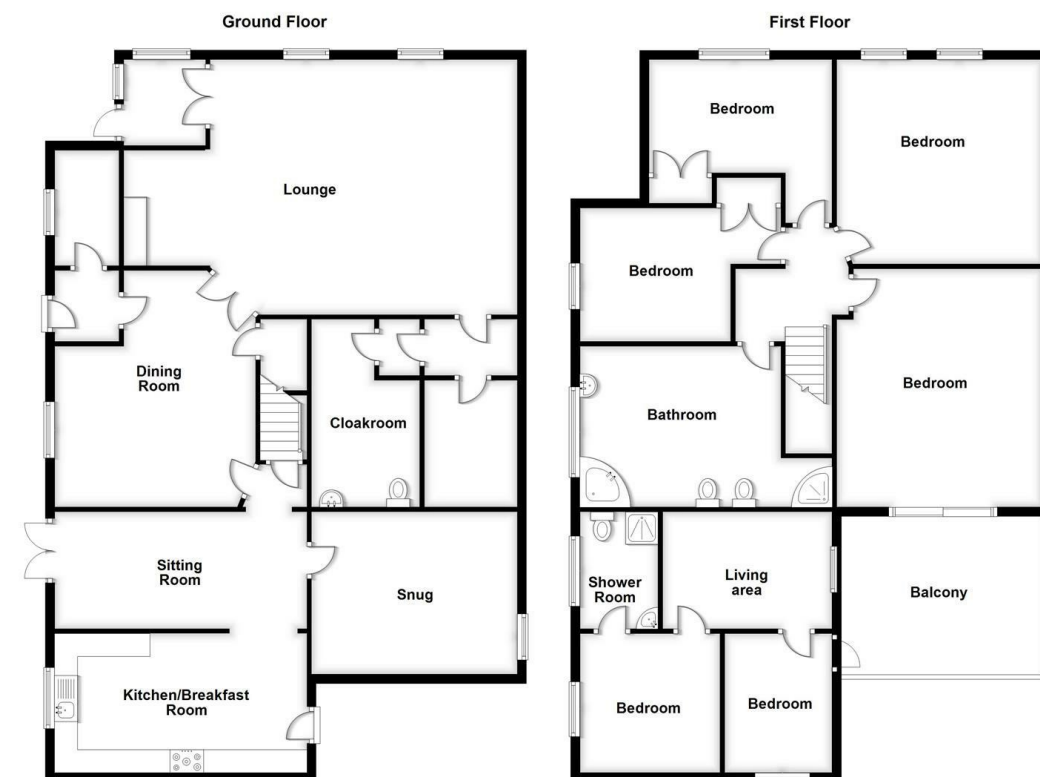 Ground Floor
Lounge
Dining
Room
Cloakroom
Sitting
Room
Snug
Kitchen/Breakfast
Room
First Floor
Bedroom
Bedroom
Bedroom
Bedroom
Bathroom
Shower
Room
Living
area
Balcony
Bedroom
Bedroom